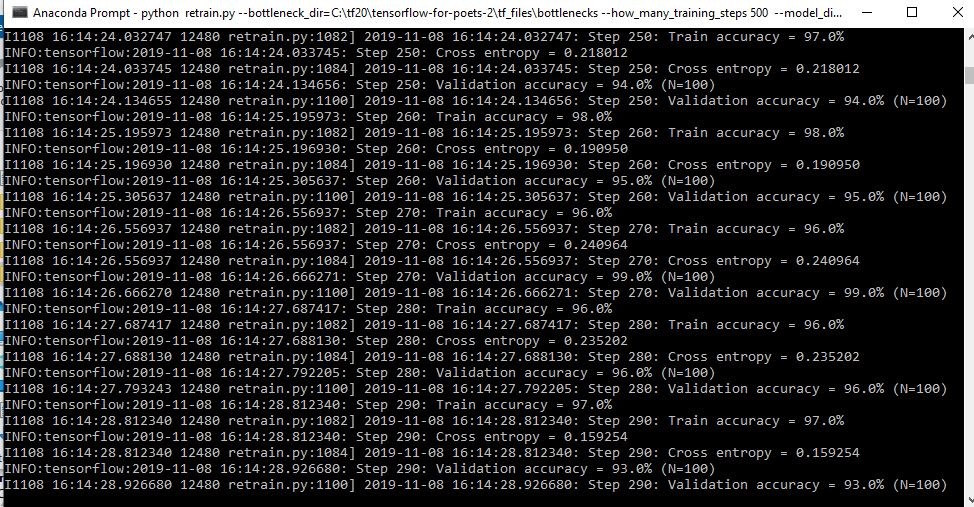 Anaconda Prompt - python  retrain.py --bottleneck_dir=C:\tf20\tensorflow-for-poets-2\tf_files\bottlenecks --how_many_training_steps 500  --model_di...
I1108 16:14:24.032747 12480 retrain.py:1082] 2019-11-08 16:14:24.032747: Step 250: Train accuracy = 97.0%
INFO:tensorflow:2019-11-08 16:14:24.033745: Step 250: Cross entropy = 0.218012
I1108 16:14:24.033745 12480 retrain.py:1084] 2019-11-08 16:14:24.033745: Step 250: Cross entropy = 0.218012
INFO:tensorflow:2019-11-08 16:14:24.134656: Step 250: Validation accuracy = 94.0% (N=100)
I1108 16:14:24.134655 12480 retrain.py:1100] 2019-11-08 16:14:24.134656: Step 250: Validation accuracy = 94.0% (N=100)
INFO:tensorflow:2019-11-08 16:14:25.195973: Step 260: Train accuracy = 98.0%
I1108 16:14:25.195973 12480 retrain.py:1082] 2019-11-08 16:14:25.195973: Step 260: Train accuracy = 98.0%
INFO:tensorflow:2019-11-08 16:14:25.196930: Step 260: Cross entropy = 0.190950
I1108 16:14:25.196930 12480 retrain.py:1084] 2019-11-08 16:14:25.196930: Step 260: Cross entropy = 0.190950
INFO:tensorflow:2019-11-08 16:14:25.305637: Step 260: Validation accuracy = 95.0% (N=100)
I1108 16:14:25.305637 12480 retrain.py:1100] 2019-11-08 16:14:25.305637: Step 260: Validation accuracy = 95.0% (N=100)
INFO:tensorflow:2019-11-08 16:14:26.556937: Step 270: Train accuracy = 96.0%
I1108 16:14:26.556937 12480 retrain.py:1082] 2019-11-08 16:14:26.556937: Step 270: Train accuracy = 96.0%
INFO:tensorflow:2019-11-08 16:14:26.556937: Step 270: Cross entropy = 0.240964
I1108 16:14:26.556937 12480 retrain.py:1084] 2019-11-08 16:14:26.556937: Step 270: Cross entropy = 0.240964
INFO:tensorflow:2019-11-08 16:14:26.666271: Step 270: Validation accuracy = 99.0% (N=100)
I1108 16:14:26.666270 12480 retrain.py:1100] 2019-11-08 16:14:26.666271: Step 270: Validation accuracy = 99.0% (N=100)
INFO:tensorflow:2019-11-08 16:14:27.687417: Step 280: Train accuracy = 96.0%
I1108 16:14:27.687417 12480 retrain.py:1082] 2019-11-08 16:14:27.687417: Step 280: Train accuracy = 96.0%
INFO:tensorflow:2019-11-08 16:14:27.688130: Step 280: Cross entropy = 0.235202
I1108 16:14:27.688130 12480 retrain.py:1084] 2019-11-08 16:14:27.688130: Step 280: Cross entropy = 0.235202
INFO:tensorflow:2019-11-08 16:14:27.792205: Step 280: Validation accuracy = 96.0% (N=100)
I1108 16:14:27.793243 12480 retrain.py:1100] 2019-11-08 16:14:27.792205: Step 280: Validation accuracy = 96.0% (N=100)
INFO:tensorflow:2019-11-08 16:14:28.812340: Step 290: Train accuracy = 97.0%
I1108 16:14:28.812340 12480 retrain.py:1082] 2019-11-08 16:14:28.812340: Step 290: Train accuracy = 97.0%
INFO:tensorflow:2019-11-08 16:14:28.812340: Step 290: Cross entropy = 0.159254
I1108 16:14:28.812340 12480 retrain.py:1084] 2019-11-08 16:14:28.812340: Step 290: Cross entropy = 0.159254
INFO:tensorflow:2019-11-08 16:14:28.926680: Step 290: Validation accuracy = 93.0% (N=100)
I1108 16:14:28.926680 12480 retrain.py:1100] 2019-11-08 16:14:28.926680: Step 290: Validation accuracy = 93.0% (N=100)